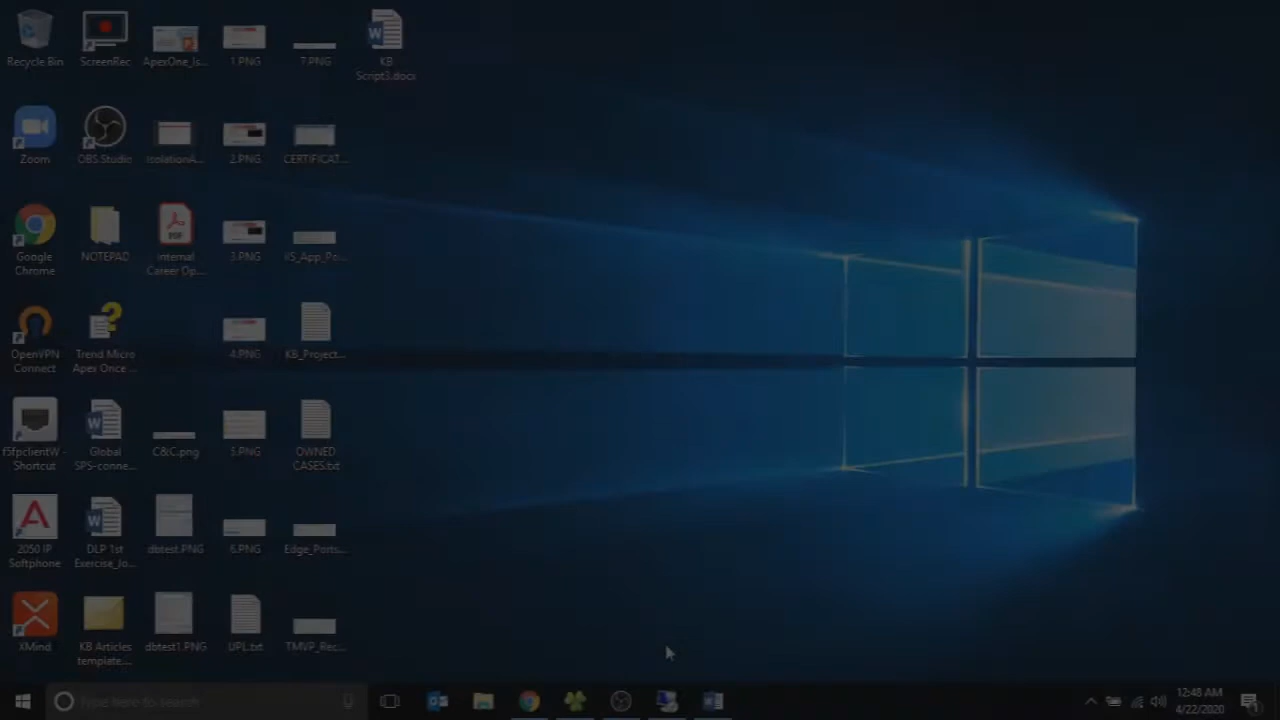 Recycle Bin
ScreenRec
ApexOne_Is...
1.PNG
7.PNG
KB
Script3.docx
Zoom
OBS Studio
IsolationA...
2.PNG
CERTIFICAT...
Google
Chrome
NOTEPAD
Internal
Career Op...
3.PNG
IIS_App_Po...
OpenVPN
Connect
Trend Micro
Apex Once ...
4.PNG
KB_Project...
f5fpclientW -
Shortcut
Global
SPS-conne...
C&C.png
5.PNG
OWNED
CASES.txt
2050 IP
Softphone
DLP 1st
Exercise_Jo...
dbtest.PNG
6.PNG
Edge_Ports...
XMind
KB Articles
template...
dbtest1.PNG
UPL.txt
TMVP_Rec...
Type here to search
12:48 AM
4/22/2020